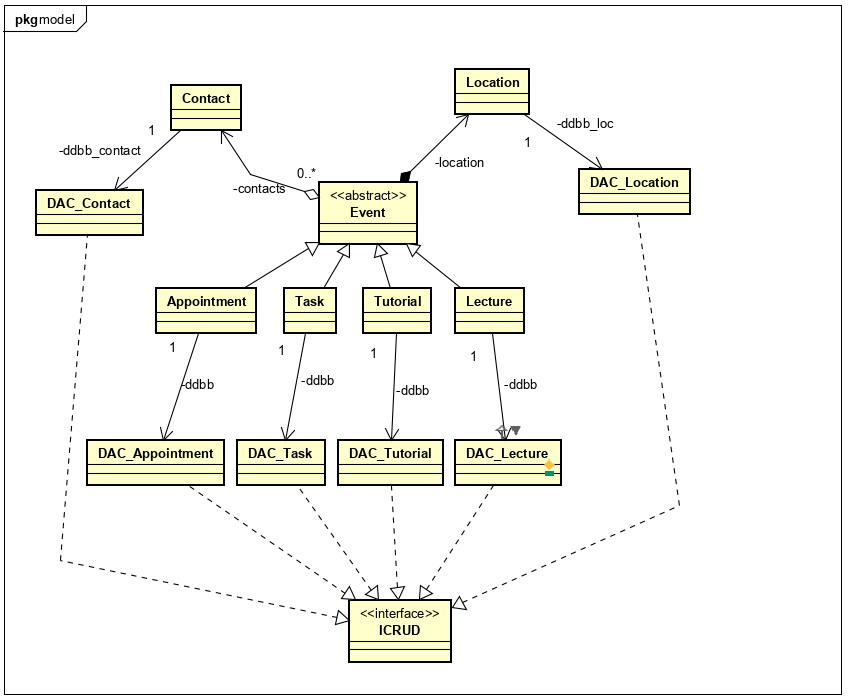 pkg model
Location
Contact
-ddbb_loc
1
1
-ddbb_contact
-location
0..*
-contacts
<<abstract>>
Event
DAC_Location
DAC_Contact
Appointment
Task
Tutorial
Lecture
1
1
1
1
-ddbb
-ddbb
-ddbb
-ddbb
DAC_Appointment
DAC_Task
DAC_Tutorial
DAC_Lecture
<<interface>>
ICRUD